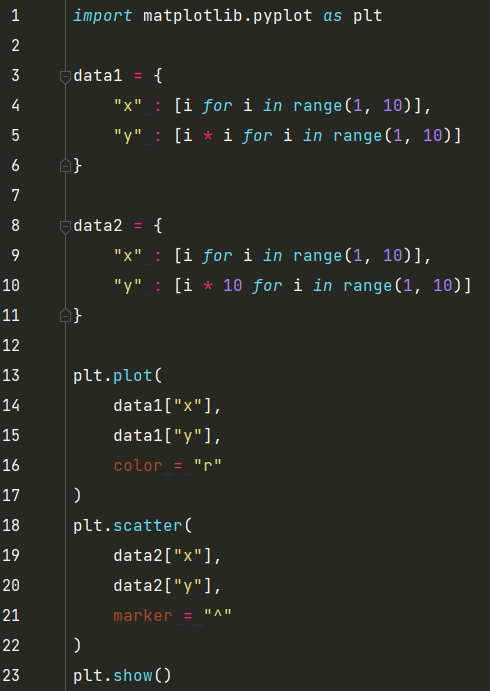 1 import matplotlib.pyplot as plt
2
3 data1 = {
4     "x" : [i for i in range(1, 10)],
5     "y" : [i * i for i in range(1, 10)]
6 }
7
8 data2 = {
9     "x" : [i for i in range(1, 10)],
10     "y" : [i * 10 for i in range(1, 10)]
11 }
12
13 plt.plot(
14     data1["x"],
15     data1["y"],
16     color = "r"
17 )
18 plt.scatter(
19     data2["x"],
20     data2["y"],
21     marker = "^"
22 )
23 plt.show()